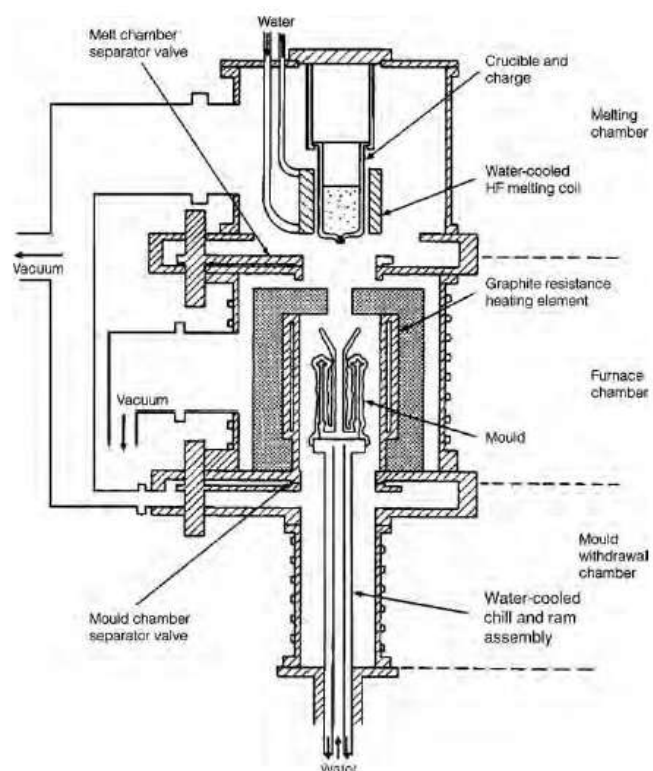 Water
Melt chamber
separator valve
Crucible and
charge
Melting
chamber
Water-cooled
HF melting coil
Vacuum
Graphite resistance
heating element
Furnace
chamber
Vacuum
Mould
Mould
withdrawal
chamber
Water-cooled
chill and ram
assembly
Mould chamber
separator valve
Water